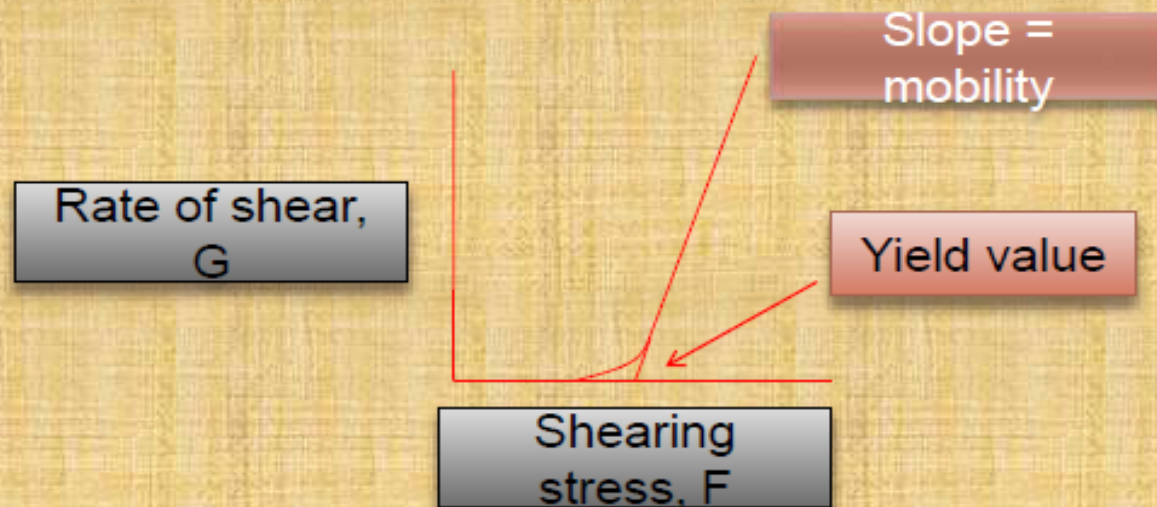 Slope =
mobility
Rate of shear,
G
Yield value
Shearing
stress, F